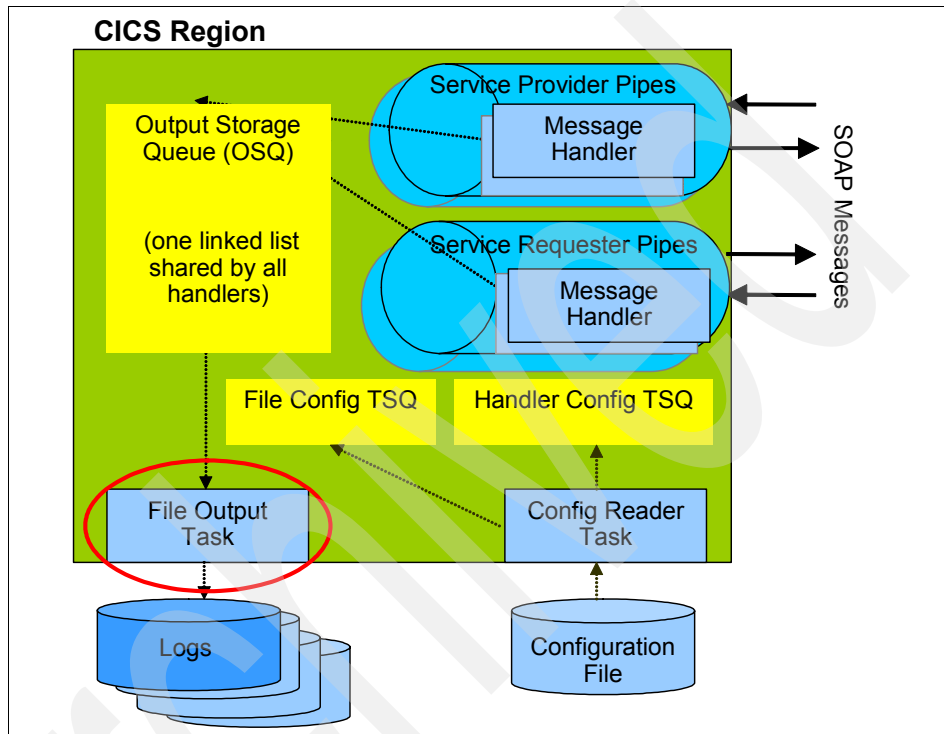 CICS Region
Service Provider Pipes
Message
Handler
Output Storage
Queue (OSQ)
(one linked list
shared by all
handlers)
Service Requester Pipes
Message
Handler
SOAP Messages
File Config TSQ
Handler Config TSQ
File Output
Task
Config Reader
Task
Logs
Configuration
File